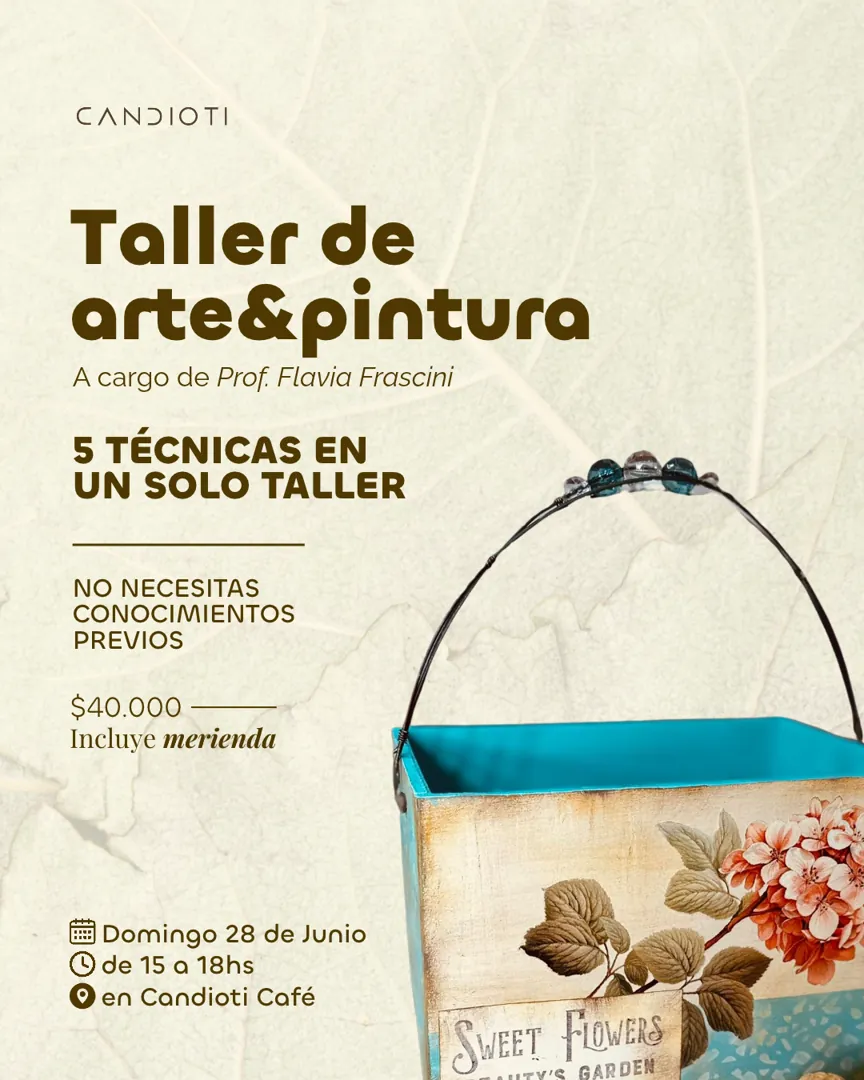 CANDIOTI
Taller de
arte&pintura
A cargo de Prof. Flavia Frascini
5 TÉCNICAS EN
UN SOLO TALLER
NO NECESITAS
CONOCIMIENTOS
PREVIOS
$40.000
Incluye merienda
Domingo 28 de Junio
de 15 a 18hs
en Candioti Café
SWEET FLOWERS
GARDEN